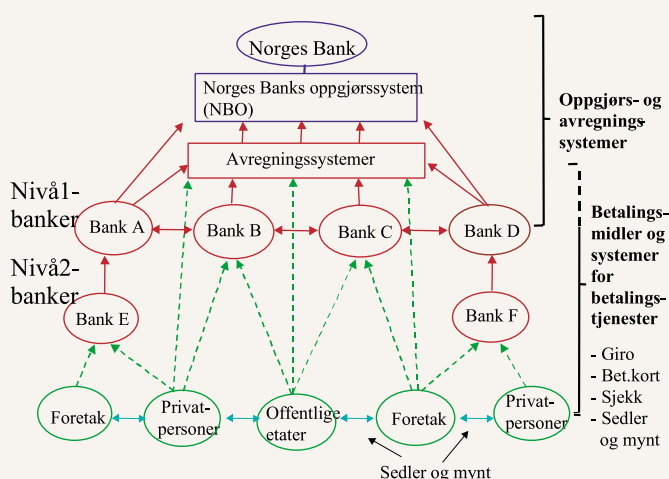 Norges Bank
Norges Banks oppgjørssystem
(NBO)
Avregningssystemer
Oppgjørs- og
avregnings-
systemer
Nivå1-
banker
Bank A
Bank B
Bank C
Bank D
Betalings-
midler og
systemer
for
betalings-
tjenester
Nivå2-
banker
Bank E
Bank F
- Giro
- Bet.kort
- Sjekk
- Sedler
og mynt
Foretak
Privat-
personer
Offentlige
etater
Foretak
Privat-
personer
Sedler og mynt